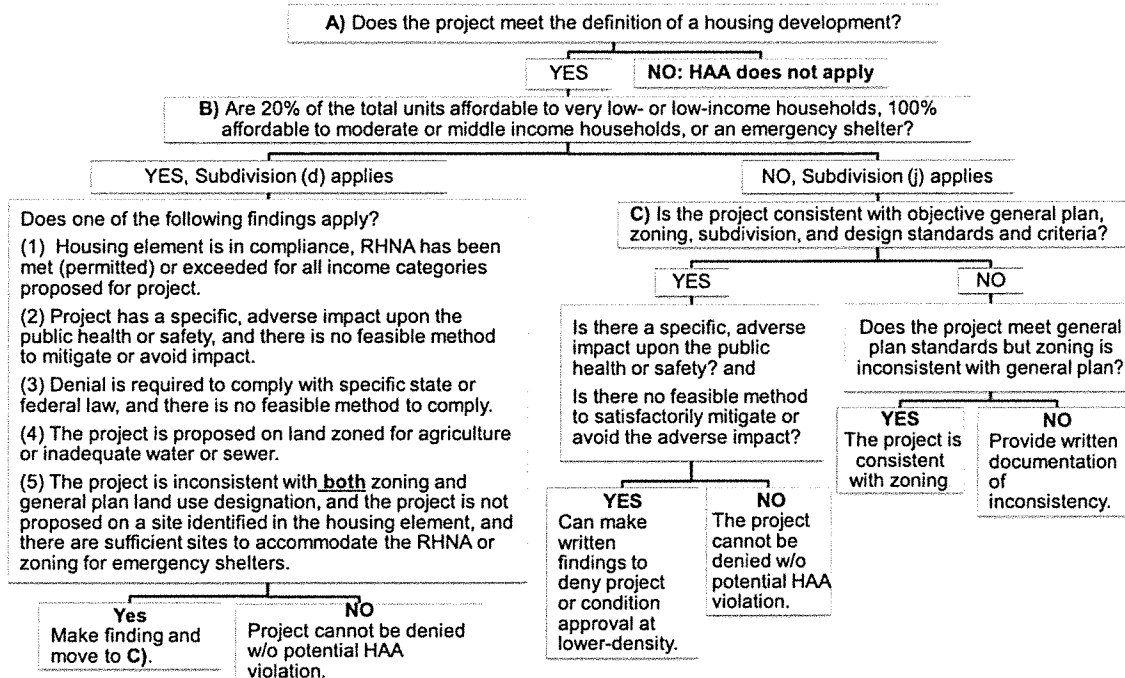 A) Does the project meet the definition of a housing development?
YES
NO: HAA does not apply
B) Are 20% of the total units affordable to very low- or low-income households, 100%
affordable to moderate or middle income households, or an emergency shelter?
YES, Subdivision (d) applies
Does one of the following findings apply?
(1) Housing element is in compliance, RHNA has been
met (permitted) or exceeded for all income categories
proposed for project.
(2) Project has a specific, adverse impact upon the
public health or safety, and there is no feasible method
to mitigate or avoid impact.
(3) Denial is required to comply with specific state or
federal law, and there is no feasible method to comply.
(4) The project is proposed on land zoned for agriculture
or inadequate water or sewer.
(5) The project is inconsistent with both zoning and
general plan land use designation, and the project is not
proposed on a site identified in the housing element, and
there are sufficient sites to accommodate the RHNA or
zoning for emergency shelters.
Yes
Make finding and
move to C).
NO
Project cannot be denied
w/o potential HAA
violation.
NO, Subdivision (j) applies
C) Is the project consistent with objective general plan,
zoning, subdivision, and design standards and criteria?
YES
Is there a specific, adverse
impact upon the public
health or safety? and
Is there no feasible method
to satisfactorily mitigate or
avoid the adverse impact?
YES
Can make
written
findings to
deny project
or condition
approval at
lower-density.
NO
The project
cannot be
denied w/o
potential HAA
violation.
NO
Does the project meet general
plan standards but zoning is
inconsistent with general plan?
YES
The project is
consistent
with zoning
NO
Provide written
documentation
of
inconsistency.